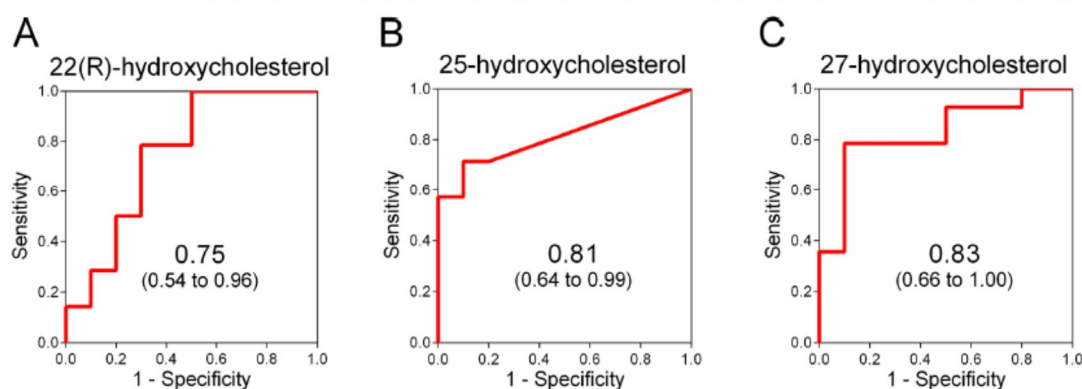 A
22(R)-hydroxycholesterol
1.0
0.8
0.6
0.4
0.2
0.0
Sensitivity
0.75
(0.54 to 0.96)
0.0 0.2 0.4 0.6 0.8 1.0
1 - Specificity
B
25-hydroxycholesterol
1.0
0.8
0.6
0.4
0.2
0.0
Sensitivity
0.81
(0.64 to 0.99)
0.0 0.2 0.4 0.6 0.8 1.0
1 - Specificity
C
27-hydroxycholesterol
1.0
0.8
0.6
0.4
0.2
0.0
Sensitivity
0.83
(0.66 to 1.00)
0.0 0.2 0.4 0.6 0.8 1.0
1 - Specificity